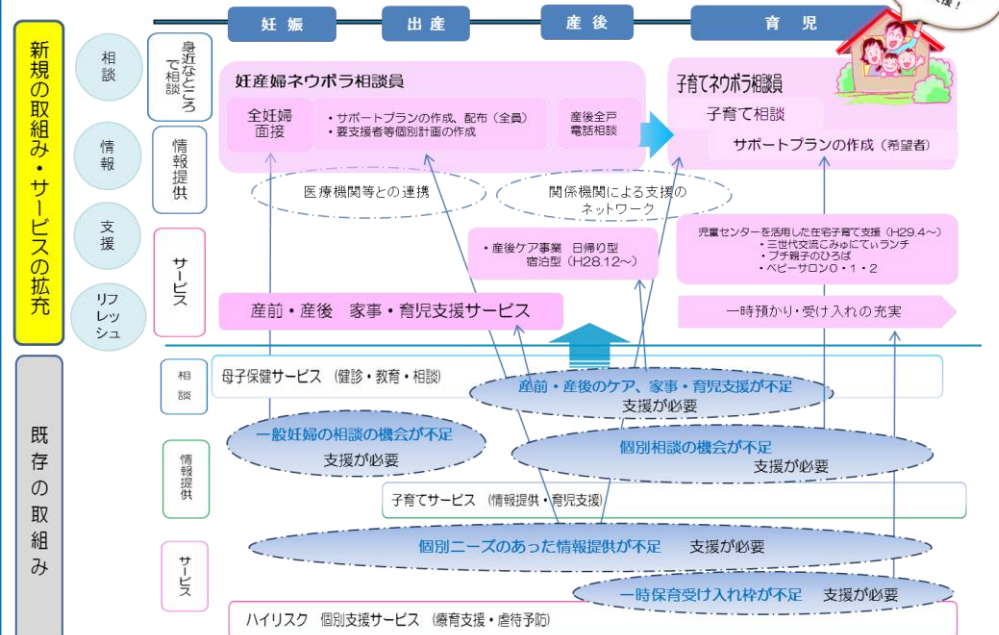 援！
妊娠
出産
産後
育児
新規の取組み・サービスの拡充
相談
情報
支援
リフレッシュ
身近なところで相談
情報提供
サービス
妊産婦ネウボラ相談員
全妊婦
面接
・サポートプランの作成、配布（全員）
・要支援者等個別計画の作成
産後全戸
電話相談
子育てネウボラ相談員
子育て相談
サポートプランの作成（希望者）
医療機関等との連携
関係機関による支援の
ネットワーク
・産後ケア事業 日帰り型
宿泊型（H28.12～）
児童センターを活用した在宅子育て支援（H29.4～）
・三世代交流こみゅにてぃランチ
・プチ親子のひろば
・ベビーサロン０・１・２
産前・産後 家事・育児支援サービス
一時預かり・受け入れの充実
既存の取組み
相談
情報提供
サービス
母子保健サービス （健診・教育・相談）
産前・産後のケア、家事・育児支援が不足
支援が必要
一般妊婦の相談の機会が不足
支援が必要
個別相談の機会が不足
支援が必要
子育てサービス （情報提供・育児支援）
個別ニーズのあった情報提供が不足 支援が必要
一時保育受け入れ枠が不足 支援が必要
ハイリスク 個別支援サービス （療育支援・虐待予防）